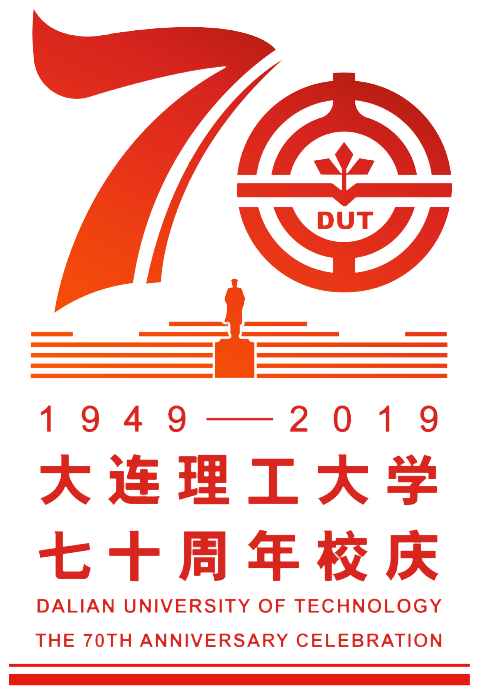 70
DUT
1949—2019
大连理工大学
七十周年校庆
DALIAN UNIVERSITY OF TECHNOLOGY
THE 70TH ANNIVERSARY CELEBRATION